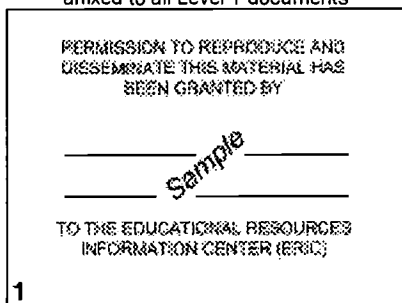 affixed to all Level 1 documents
PERMISSION TO REPRODUCE AND
DISSEMINATE THIS MATERIAL HAS
BEEN GRANTED BY
Sample
TO THE EDUCATIONAL RESOURCES
INFORMATION CENTER (ERIC)
1